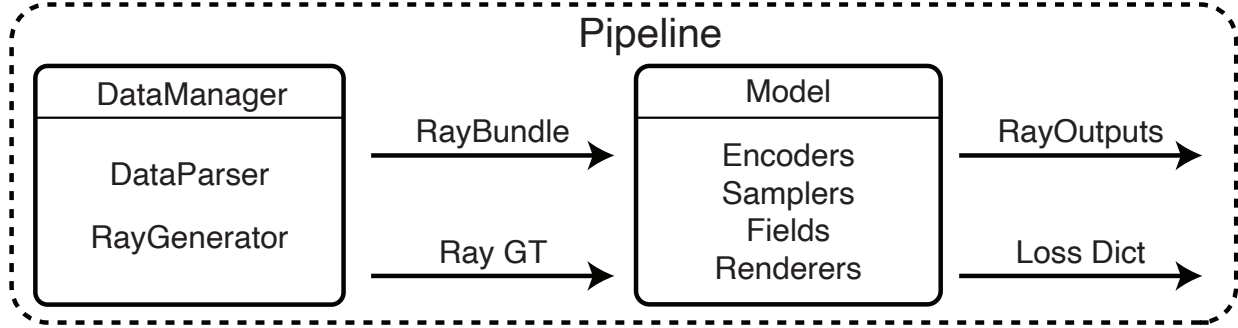 Pipeline
DataManager
DataParser
RayGenerator
RayBundle
Ray GT
Model
Encoders
Samplers
Fields
Renderers
RayOutputs
Loss Dict